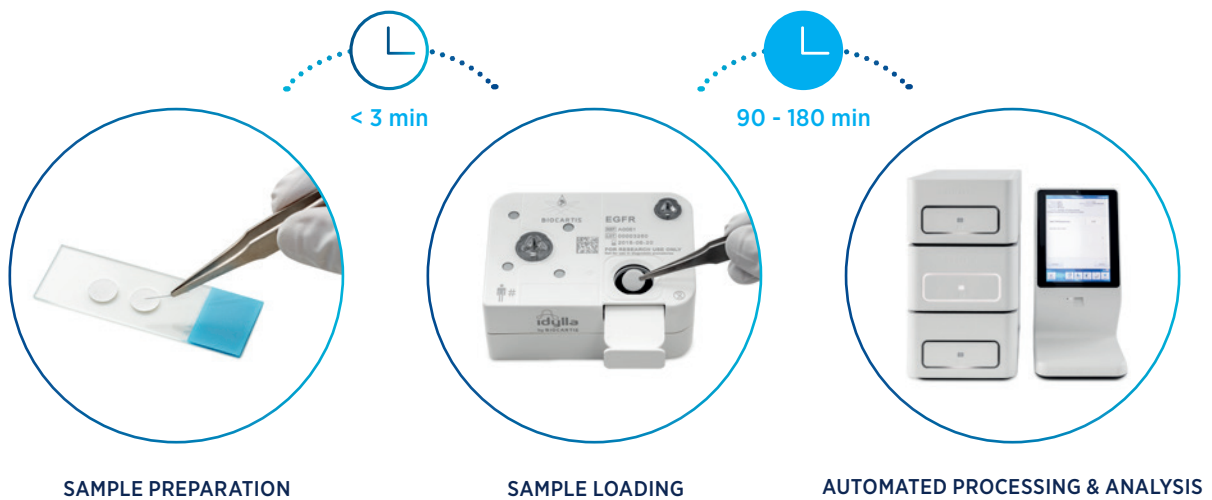 < 3 min
90 - 180 min
BIOCARTIS
EGFR
FOR RESEARCH USE ONLY
#
idylla
by BIOCARTIS
SAMPLE PREPARATION
SAMPLE LOADING
AUTOMATED PROCESSING & ANALYSIS